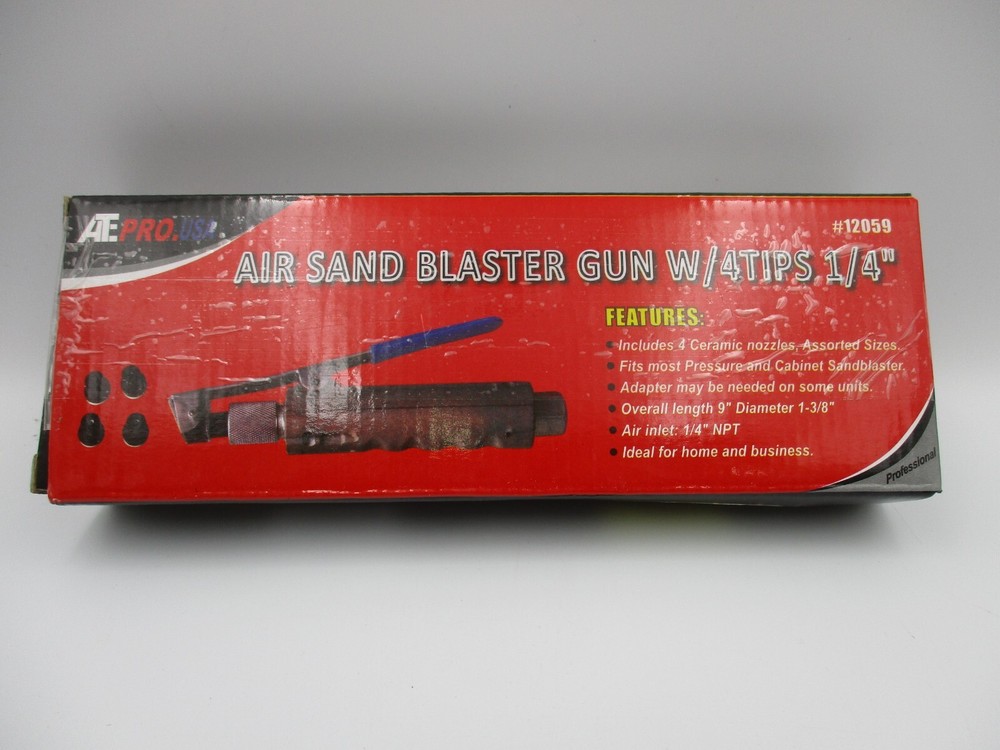 ATE PRO.USA
#12059
AIR SAND BLASTER GUN W/4TIPS 1/4"
FEATURES:
• Includes 4 Ceramic nozzles, Assorted Sizes.
• Fits most Pressure and Cabinet Sandblaster.
• Adapter may be needed on some units.
• Overall length 9" Diameter 1-3/8"
• Air inlet: 1/4" NPT
• Ideal for home and business.
Professional